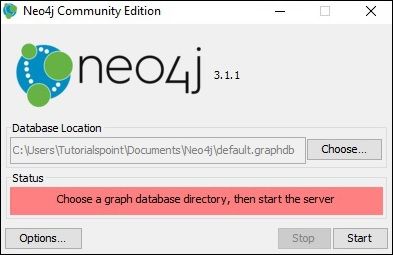 Neo4j Community Edition
neo4j 3.1.1
Database Location
C:\Users\Tutorialspoint\Documents\Neo4j\default.graphdb Choose...
Status
Choose a graph database directory, then start the server
Options... Stop Start